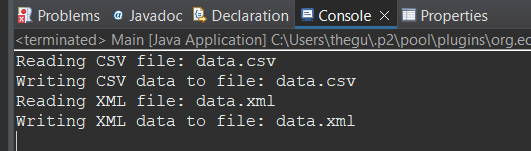 Problems @ Javadoc Declaration Console Properties
<terminated> Main [Java Application] C:\Users\thegu\.p2\pool\plugins\org.ec
Reading CSV file: data.csv
Writing CSV data to file: data.csv
Reading XML file: data.xml
Writing XML data to file: data.xml